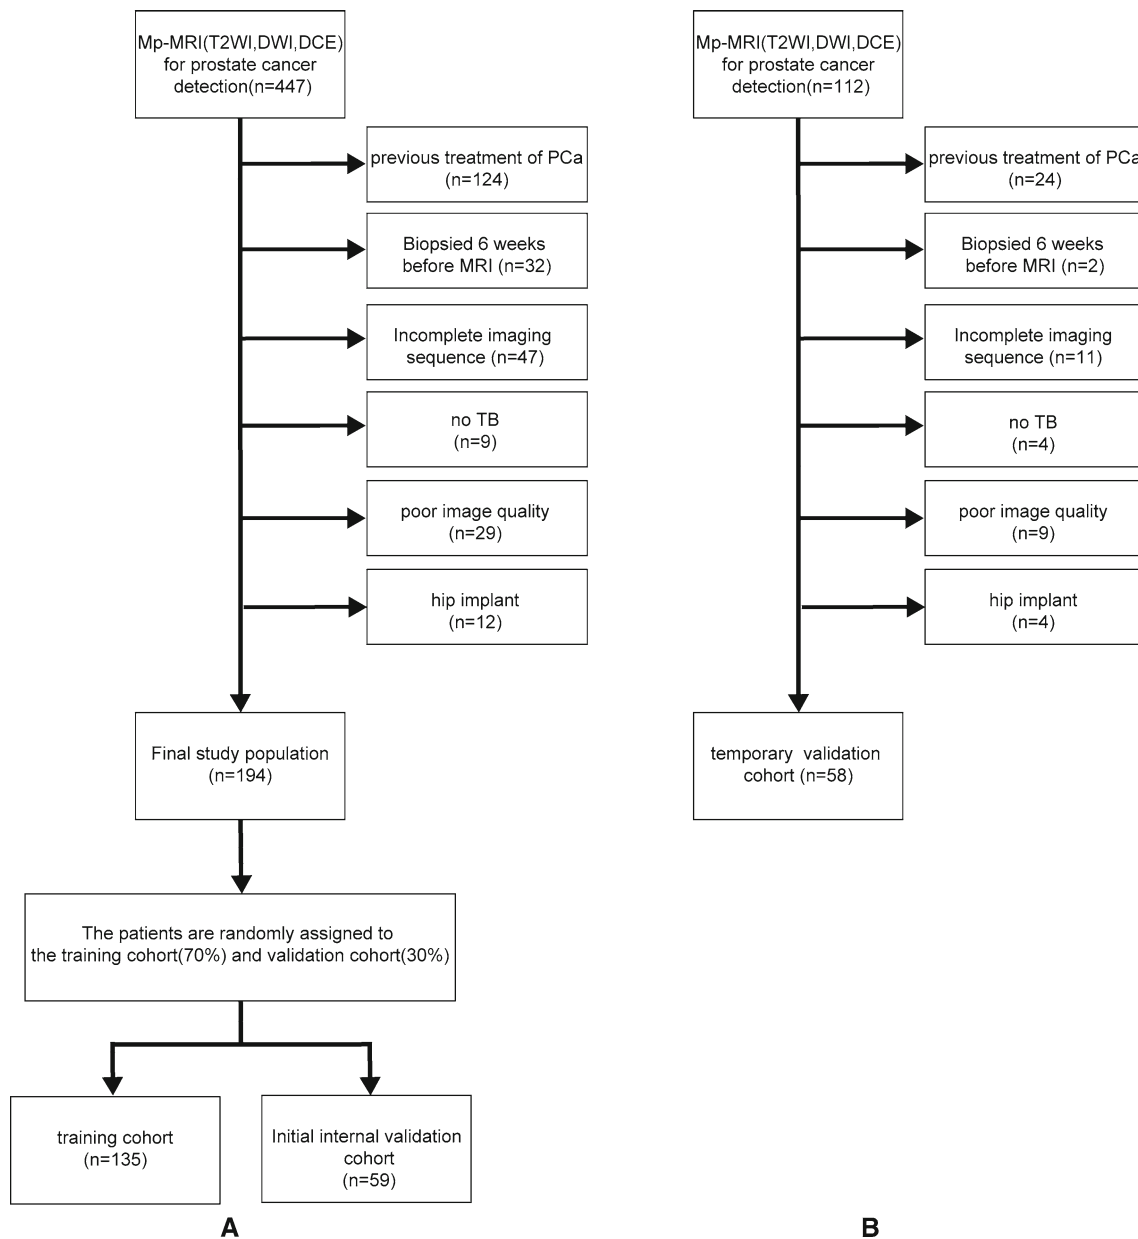 Mp-MRI(T2WI,DWI,DCE)
for prostate cancer
detection(n=447)
previous treatment of PCa
(n=124)
Biopsied 6 weeks
before MRI (n=32)
Incomplete imaging
sequence (n=47)
no TB
(n=9)
poor image quality
(n=29)
hip implant
(n=12)
Final study population
(n=194)
The patients are randomly assigned to
the training cohort(70%) and validation cohort(30%)
training cohort
(n=135)
Initial internal validation
cohort
(n=59)
A
Mp-MRI(T2WI,DWI,DCE)
for prostate cancer
detection(n=112)
previous treatment of PCa
(n=24)
Biopsied 6 weeks
before MRI (n=2)
Incomplete imaging
sequence (n=11)
no TB
(n=4)
poor image quality
(n=9)
hip implant
(n=4)
temporary validation
cohort (n=58)
B